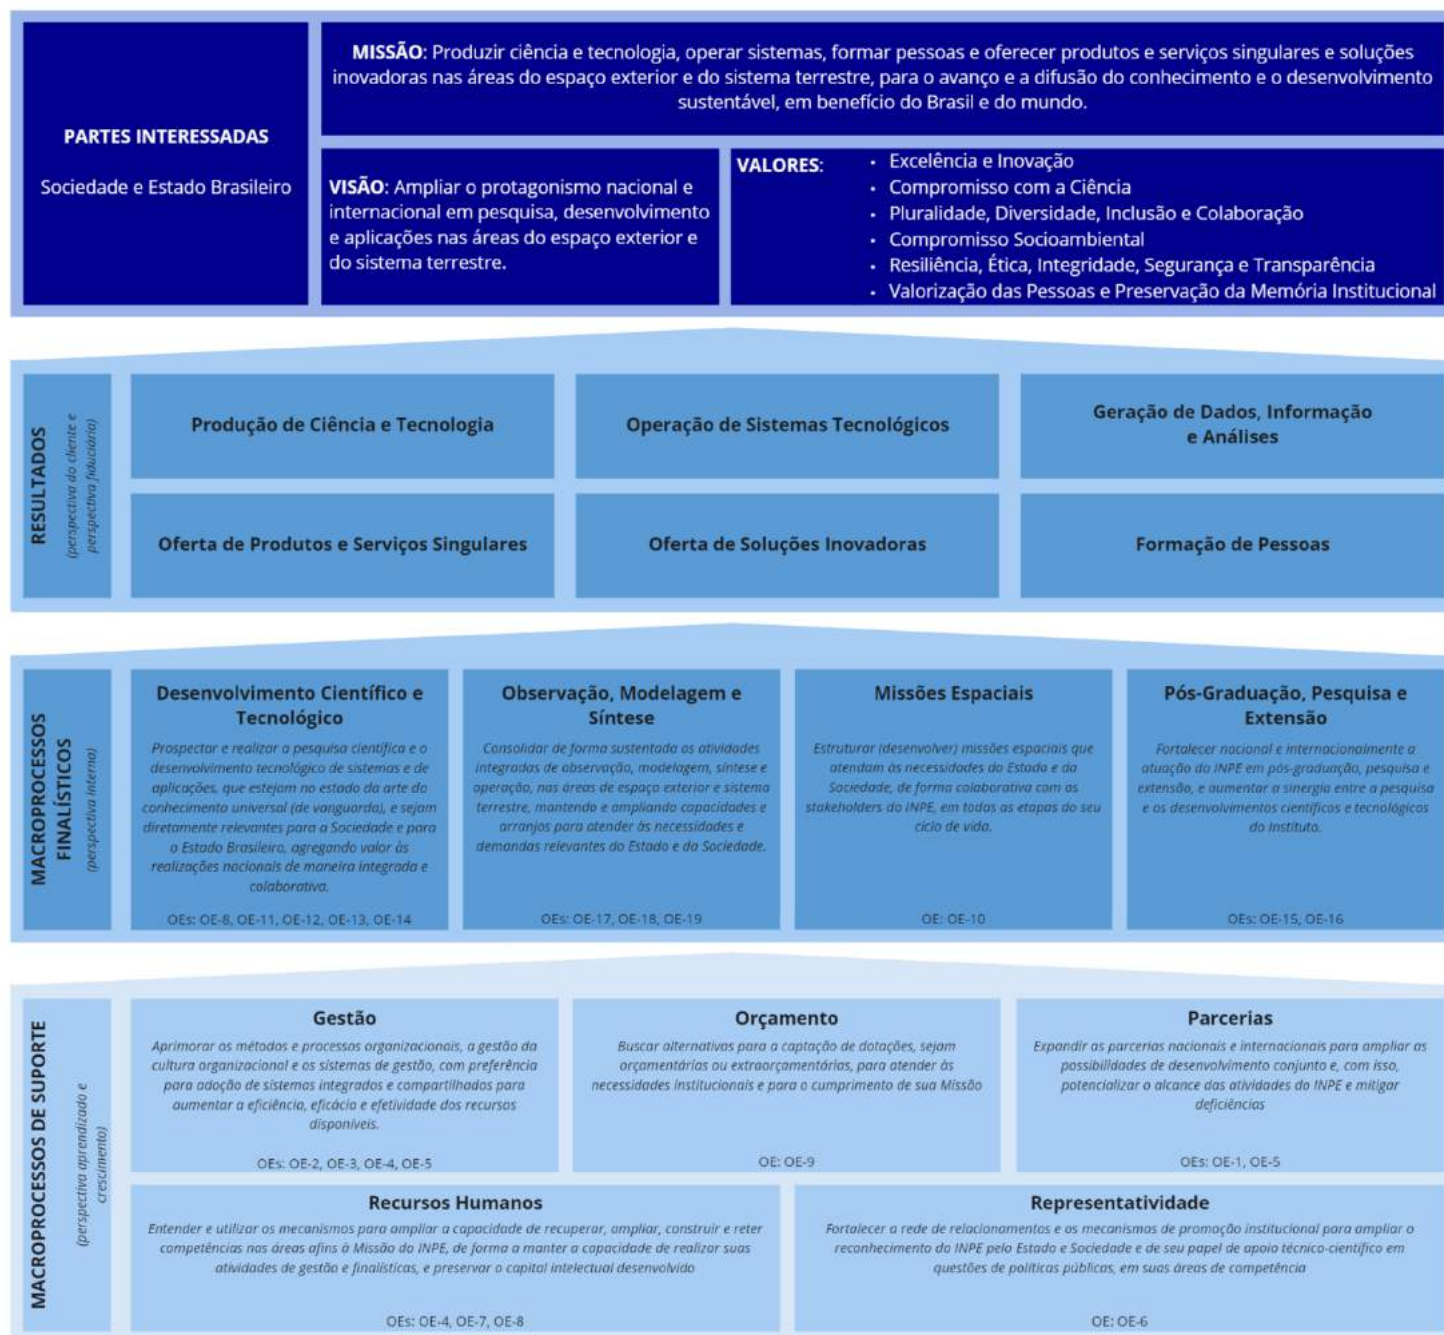 PARTES INTERESSADAS
Sociedade e Estado Brasileiro
MISSÃO: Produzir ciência e tecnologia, operar sistemas, formar pessoas e oferecer produtos e serviços singulares e soluções
inovadoras nas áreas do espaço exterior e do sistema terrestre, para o avanço e a difusão do conhecimento e o desenvolvimento
sustentável, em benefício do Brasil e do mundo.
VISÃO: Ampliar o protagonismo nacional e
internacional em pesquisa, desenvolvimento
e aplicações nas áreas do espaço exterior e
do sistema terrestre.
VALORES:
• Excelência e Inovação
• Compromisso com a Ciência
• Pluralidade, Diversidade, Inclusão e Colaboração
• Compromisso Socioambiental
• Resiliência, Ética, Integridade, Segurança e Transparência
• Valorização das Pessoas e Preservação da Memória Institucional
RESULTADOS
(perspectiva do cliente e
perspectiva fiduciário)
Produção de Ciência e Tecnologia
Operação de Sistemas Tecnológicos
Geração de Dados, Informação
e Análises
Oferta de Produtos e Serviços Singulares
Oferta de Soluções Inovadoras
Formação de Pessoas
MACROPROCESSOS
FINALÍSTICOS
(perspectiva interna)
Desenvolvimento Científico e
Tecnológico
Prospectar e realizar a pesquisa científica e o
desenvolvimento tecnológico de sistemas e de
aplicações, que estejam no estado da arte do
conhecimento universal (de vanguarda), e sejam
diretamente relevantes para a Sociedade e para
o Estado Brasileiro, agregando valor às
realizações nacionais de maneira integrada e
colaborativa.
OEs: OE-8, OE-11, OE-12, OE-13, OE-14
Observação, Modelagem e
Síntese
Consolidar de forma sustentada as atividades
integradas de observação, modelagem, síntese e
operação, nas áreas de espaço exterior e sistema
terrestre, mantendo e ampliando capacidades e
arranjos para atender às necessidades e
demandas relevantes do Estado e da Sociedade.
OEs: OE-17, OE-18, OE-19
Missões Espaciais
Estruturar (desenvolver) missões espaciais que
atendam às necessidades do Estado e da
Sociedade, de forma colaborativa com os
stakeholders do INPE, em todas as etapas do seu
ciclo de vida.
OE: OE-10
Pós-Graduação, Pesquisa e
Extensão
Fortalecer nacional e internacionalmente a
atuação do INPE em pós-graduação, pesquisa e
extensão, e aumentar a sinergia entre a pesquisa
e os desenvolvimentos científicos e tecnológicos
do Instituto.
OEs: OE-15, OE-16
MACROPROCESSOS DE SUPORTE
(perspectiva aprendizado e
crescimento)
Gestão
Aprimorar os métodos e processos organizacionais, a gestão da
cultura organizacional e os sistemas de gestão, com preferência
para adoção de sistemas integrados e compartilhados para
aumentar a eficiência, eficácia e efetividade dos recursos
disponíveis.
OEs: OE-2, OE-3, OE-4, OE-5
Orçamento
Buscar alternativas para a captação de dotações, sejam
orçamentárias ou extraorçamentárias, para atender às
necessidades institucionais e para o cumprimento de sua Missão
OE: OE-9
Parcerias
Expandir as parcerias nacionais e internacionais para ampliar as
possibilidades de desenvolvimento conjunto e, com isso,
potencializar o alcance das atividades do INPE e mitigar
deficiências
OEs: OE-1, OE-5
Recursos Humanos
Entender e utilizar os mecanismos para ampliar a capacidade de recuperar, ampliar, construir e reter
competências nas áreas afins à Missão do INPE, de forma a manter a capacidade de realizar suas
atividades de gestão e finalísticas, e preservar o capital intelectual desenvolvido
OEs: OE-4, OE-7, OE-8
Representatividade
Fortalecer a rede de relacionamentos e os mecanismos de promoção institucional para ampliar o
reconhecimento do INPE pelo Estado e Sociedade e de seu papel de apoio técnico-científico em
questões de políticas públicas, em suas áreas de competência
OE: OE-6